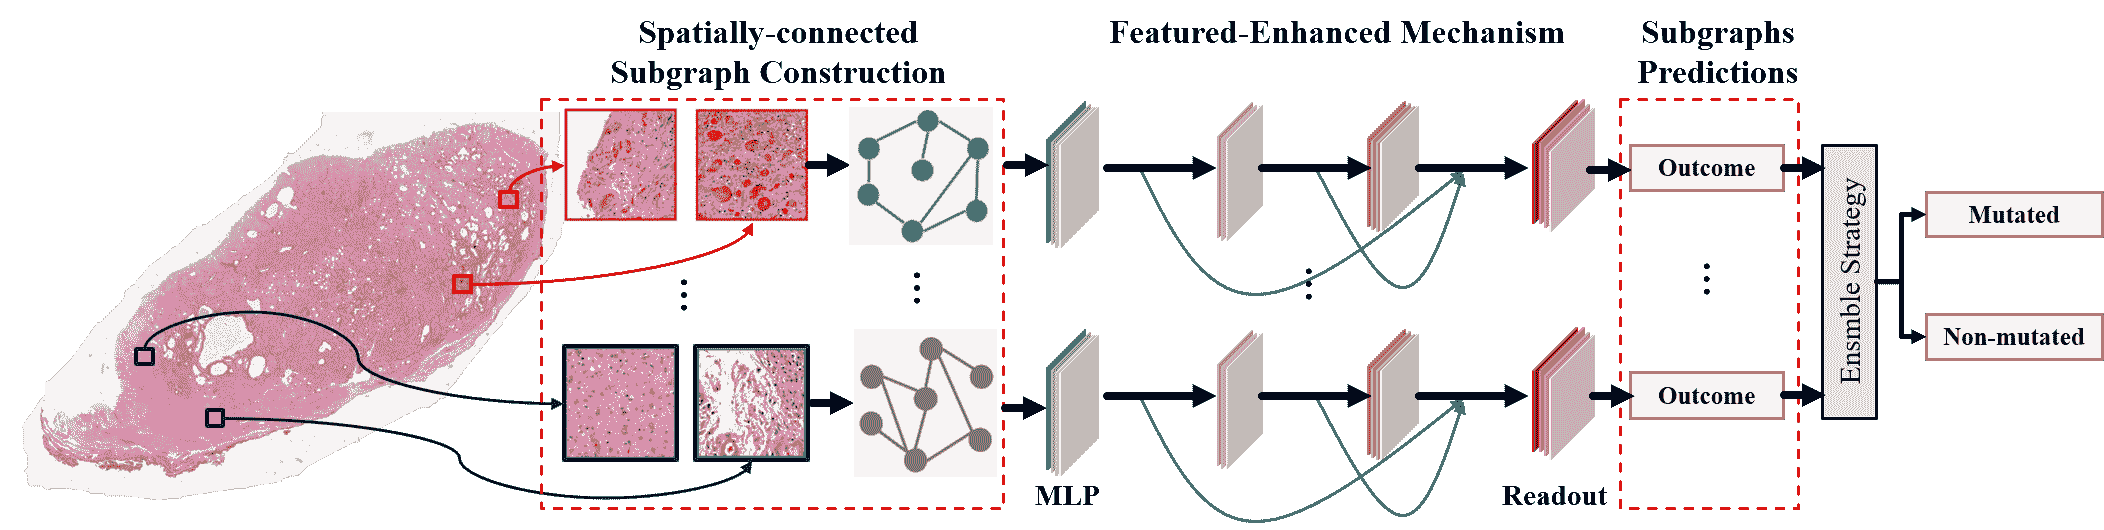 Spatially-connected
Subgraph Construction
Featured-Enhanced Mechanism
Subgraphs
Predictions
Outcome
Outcome
Ensmble Strategy
Mutated
Non-mutated
MLP
Readout